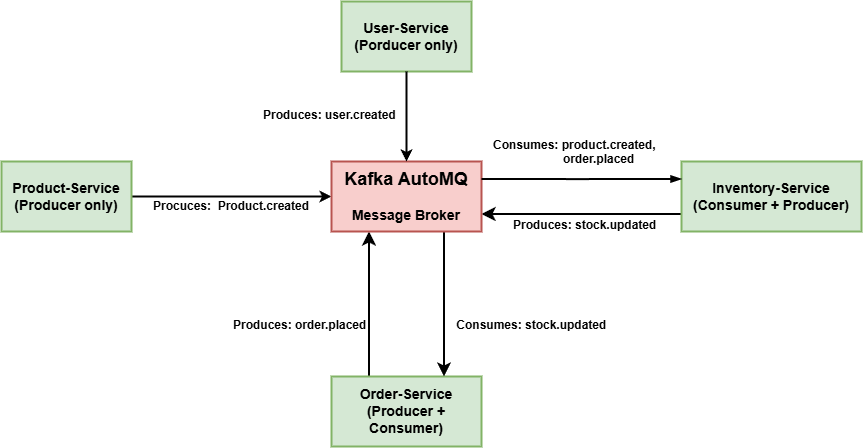 User-Service
(Porducer only)
Produces: user.created
Consumes: product.created,
order.placed
Product-Service
(Producer only)
Procuces:  Product.created
Kafka AutoMQ
Message Broker
Inventory-Service
(Consumer + Producer)
Produces: stock.updated
Produces: order.placed
Consumes: stock.updated
Order-Service
(Producer +
Consumer)